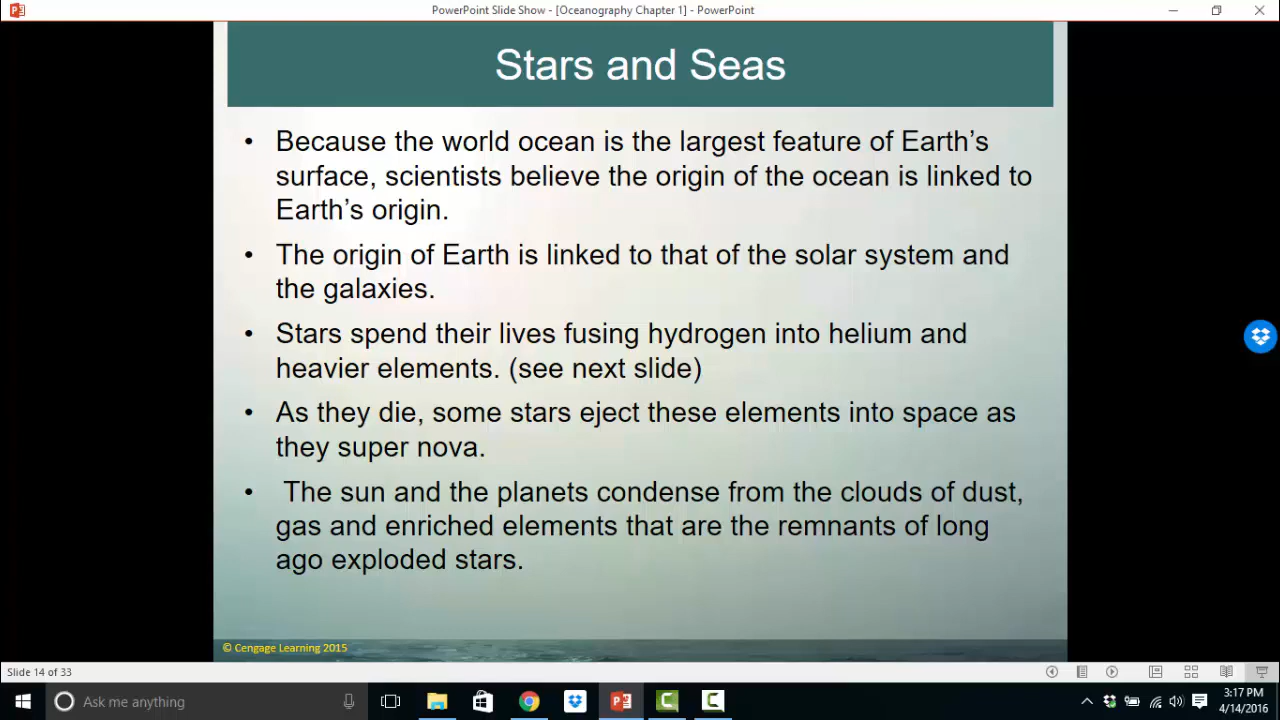 PowerPoint Slide Show - [Oceanography Chapter 1] - PowerPoint
Stars and Seas
• Because the world ocean is the largest feature of Earth’s
surface, scientists believe the origin of the ocean is linked to
Earth’s origin.
• The origin of Earth is linked to that of the solar system and
the galaxies.
• Stars spend their lives fusing hydrogen into helium and
heavier elements. (see next slide)
• As they die, some stars eject these elements into space as
they super nova.
• The sun and the planets condense from the clouds of dust,
gas and enriched elements that are the remnants of long
ago exploded stars.
© Cengage Learning 2015
Slide 14 of 33
Ask me anything
3:17 PM
4/14/2016